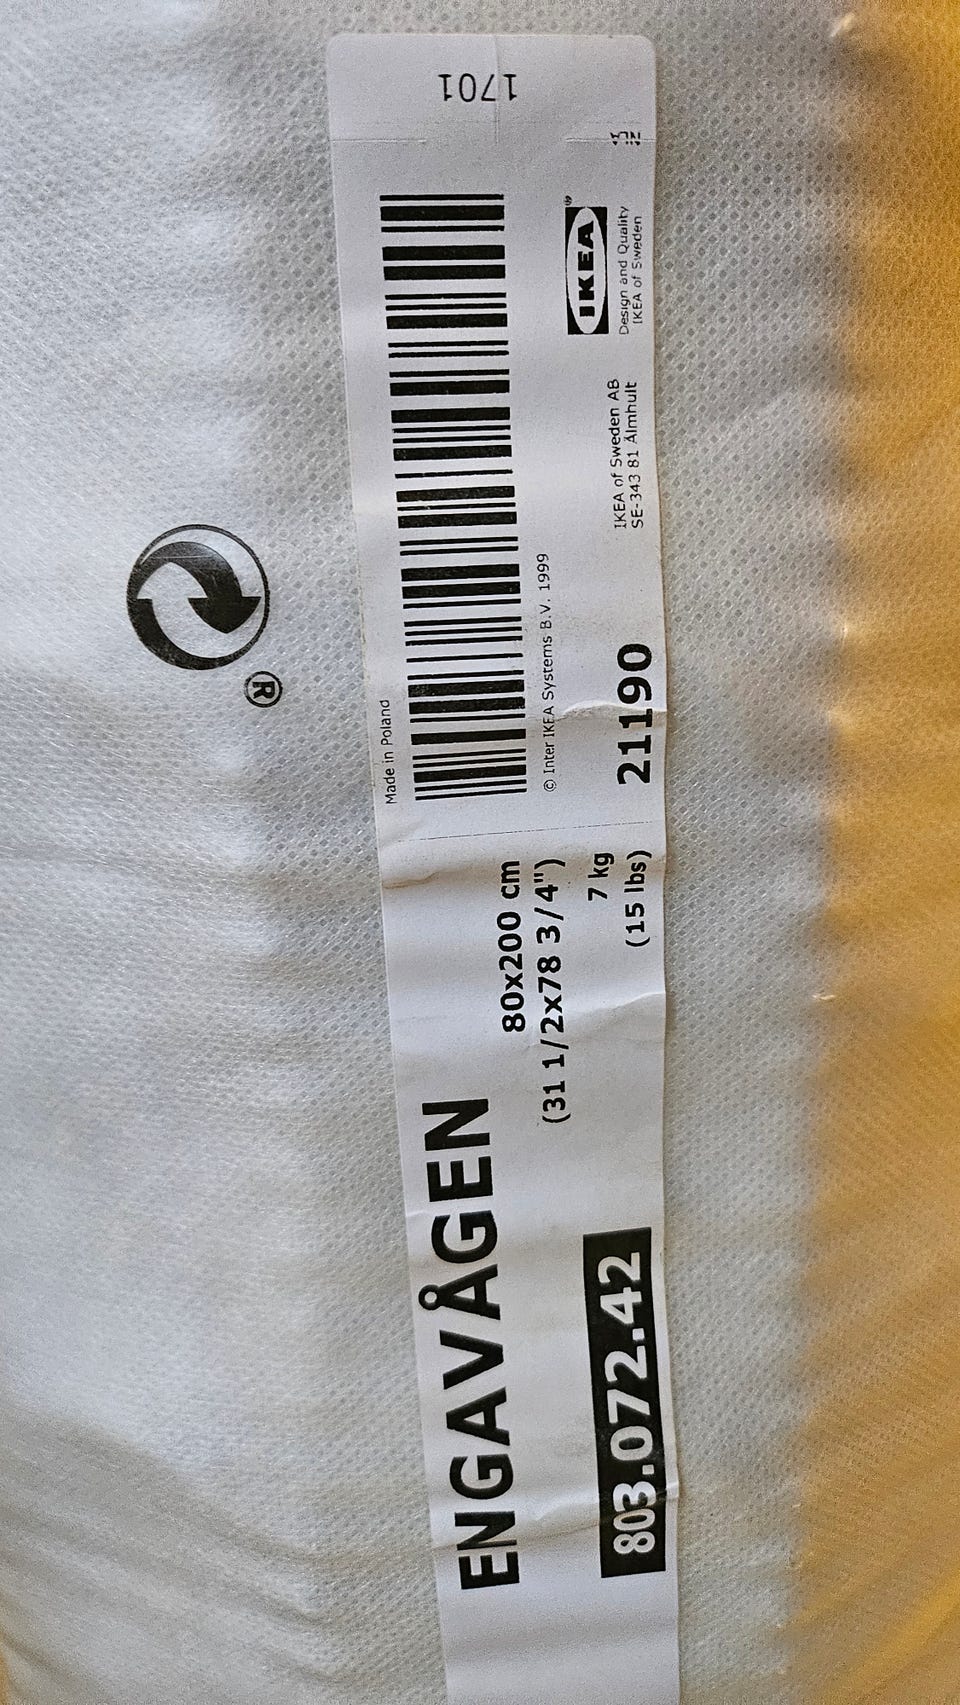 ENGAVÅGEN
80x200 cm
(31 1/2x78 3/4")
7 kg
(15 lbs)
803.072.42
Made in Poland
© Inter IKEA Systems B.V. 1999
21190
IKEA of Sweden AB
SE-343 81 Älmhult
IKEA®
Design and Quality
IKEA of Sweden
1701
®